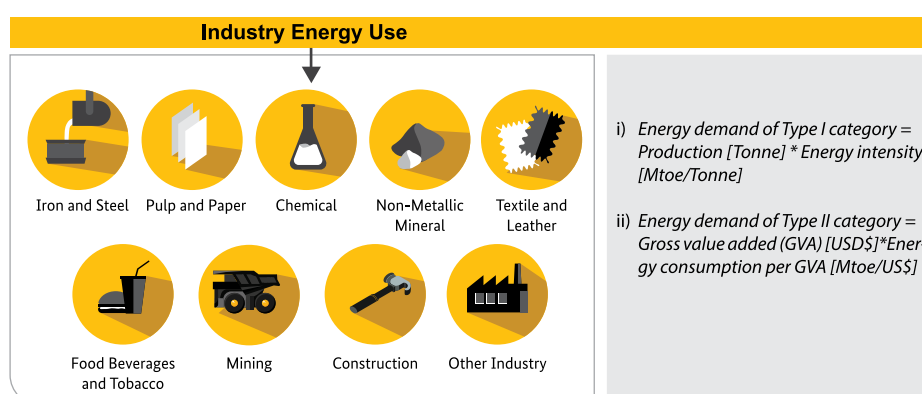 Industry Energy Use
Iron and Steel
Pulp and Paper
Chemical
Non-Metallic
Mineral
Textile and
Leather
Food Beverages
and Tobacco
Mining
Construction
Other Industry
i) Energy demand of Type I category =
Production [Tonne] * Energy intensity
[Mtoe/Tonne]
ii) Energy demand of Type II category =
Gross value added (GVA) [USD$]*Ener-
gy consumption per GVA [Mtoe/US$]